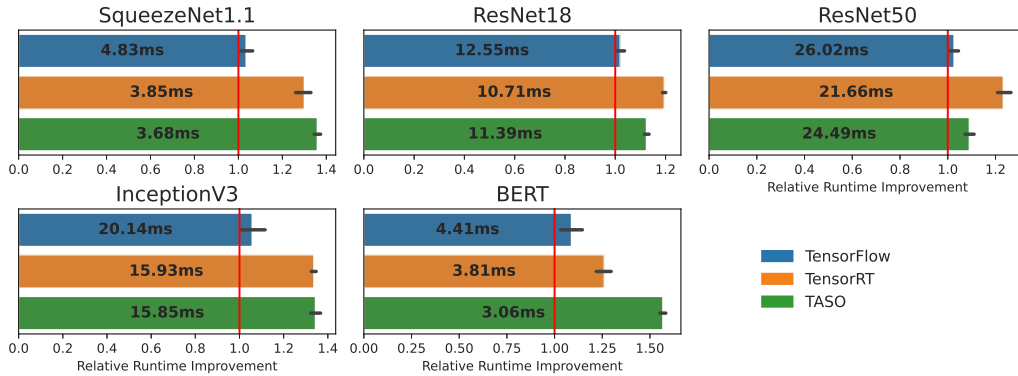 SqueezeNet1.1
4.83ms
3.85ms
3.68ms
0.0 0.2 0.4 0.6 0.8 1.0 1.2 1.4
ResNet18
12.55ms
10.71ms
11.39ms
0.0 0.2 0.4 0.6 0.8 1.0 1.2
ResNet50
26.02ms
21.66ms
24.49ms
0.0 0.2 0.4 0.6 0.8 1.0 1.2
Relative Runtime Improvement
InceptionV3
20.14ms
15.93ms
15.85ms
0.0 0.2 0.4 0.6 0.8 1.0 1.2 1.4
Relative Runtime Improvement
BERT
4.41ms
3.81ms
3.06ms
0.00 0.25 0.50 0.75 1.00 1.25 1.50
Relative Runtime Improvement
TensorFlow
TensorRT
TASO